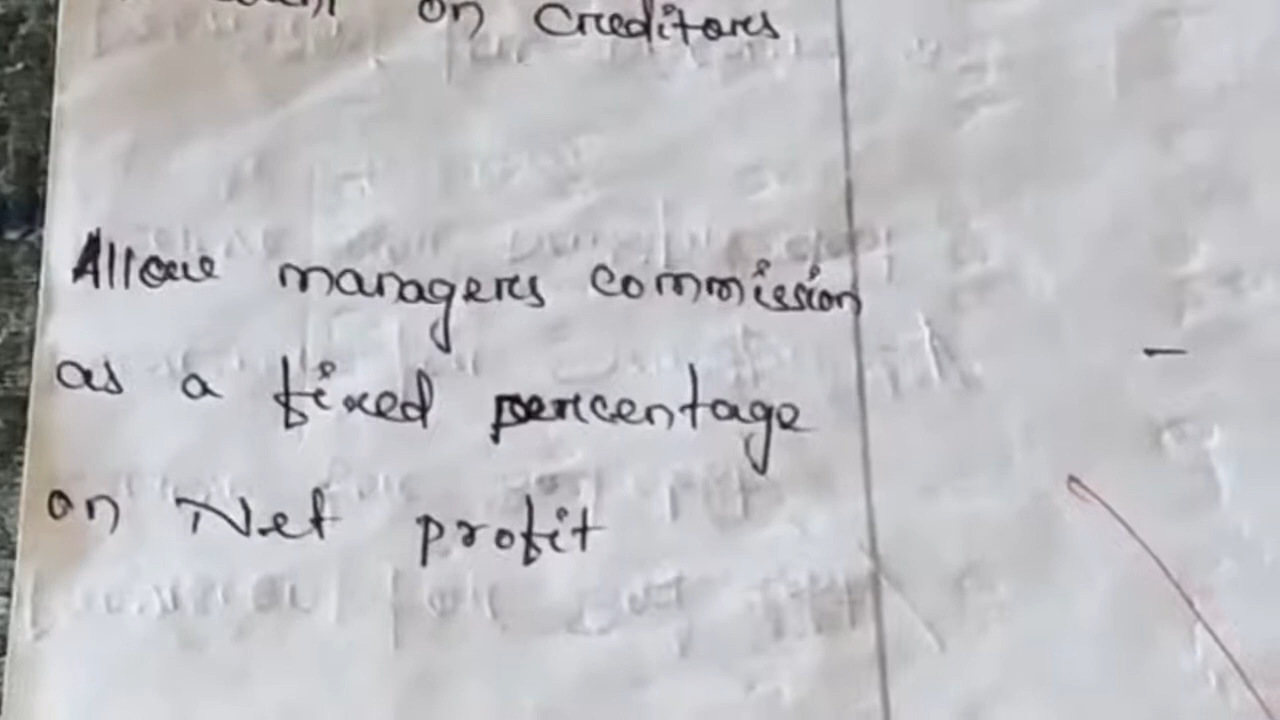 on Creditors
Allow managers commission
as a fixed percentage
on Net profit